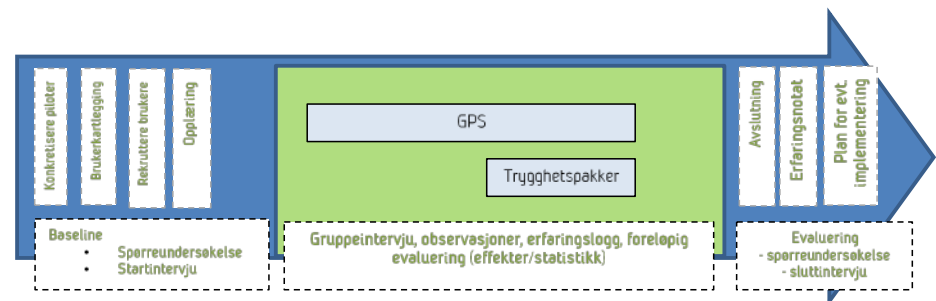 Konkretisere piloter
Brukerkartlegging
Rekruttere brukere
Opplæring
GPS
Trygghetspakker
Avslutning
Erfaringsnotat
Plan for evt.
implementering
Baseline
• Spørreundersøkelse
• Startintervju
Gruppeintervju, observasjoner, erfaringslogg, foreløpig
evaluering (effekter/statistikk)
Evaluering
- spørreundersøkelse
- sluttintervju